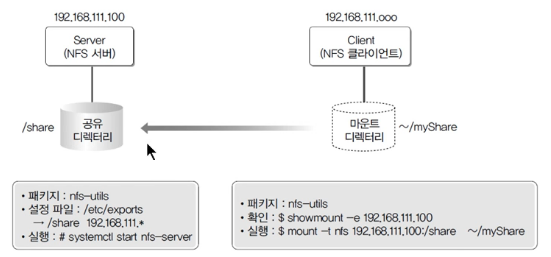 192.168.111.100
Server
(NFS 서버)
/share
공유
디렉터리
192.168.111.ooo
Client
(NFS 클라이언트)
마운트
디렉터리
~/myShare
• 패키지 : nfs-utils
• 설정 파일 : /etc/exports
→ /share 192.168.111.*
• 실행 : # systemctl start nfs-server
• 패키지 : nfs-utils
• 확인 : $ showmount -e 192.168.111.100
• 실행 : $ mount -t nfs 192.168.111.100:/share ~/myShare